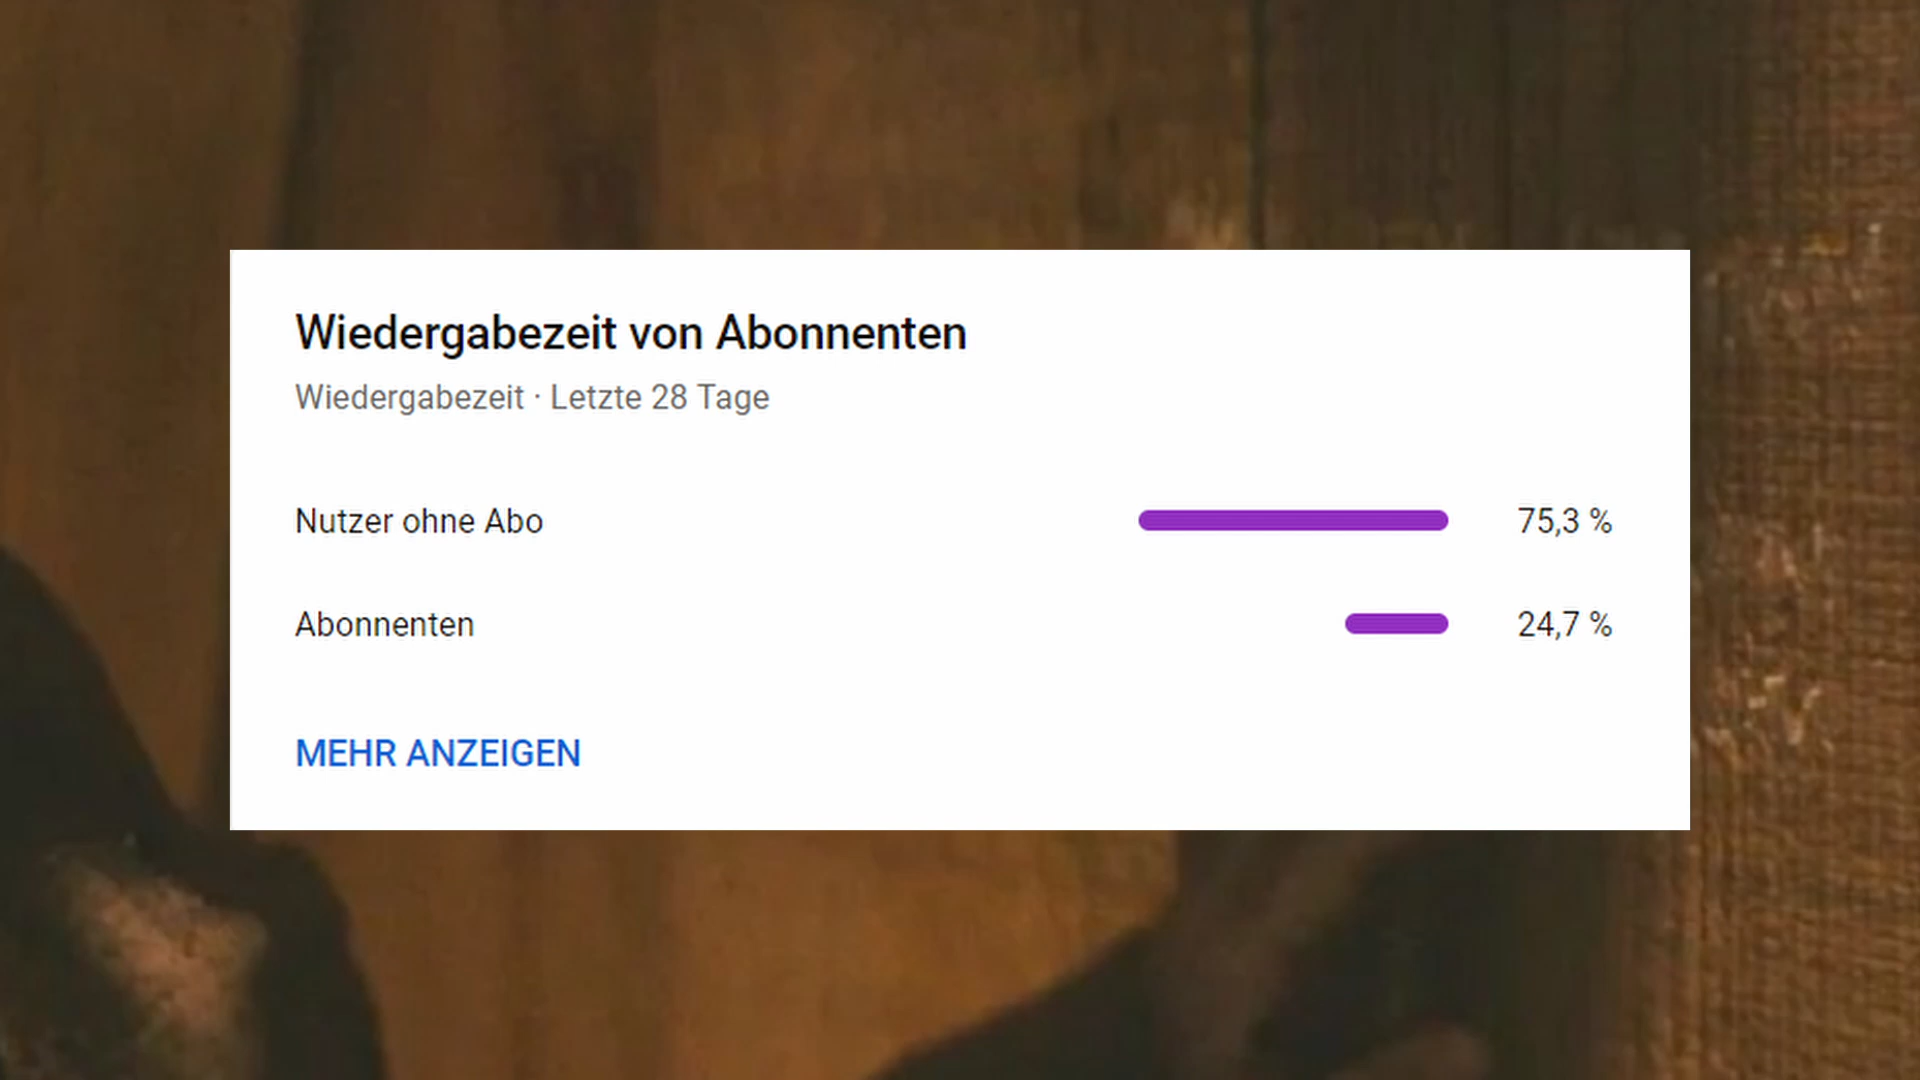 Wiedergabezeit von Abonnenten
Wiedergabezeit · Letzte 28 Tage
Nutzer ohne Abo 75,3 %
Abonnenten 24,7 %
MEHR ANZEIGEN